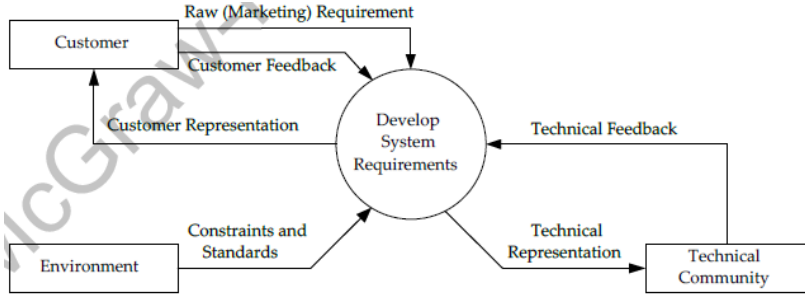 Raw (Marketing) Requirement
Customer
Customer Feedback
Customer Representation
Develop
System
Requirements
Technical Feedback
Constraints and
Standards
Technical
Representation
Environment
Technical
Community
McGraw-